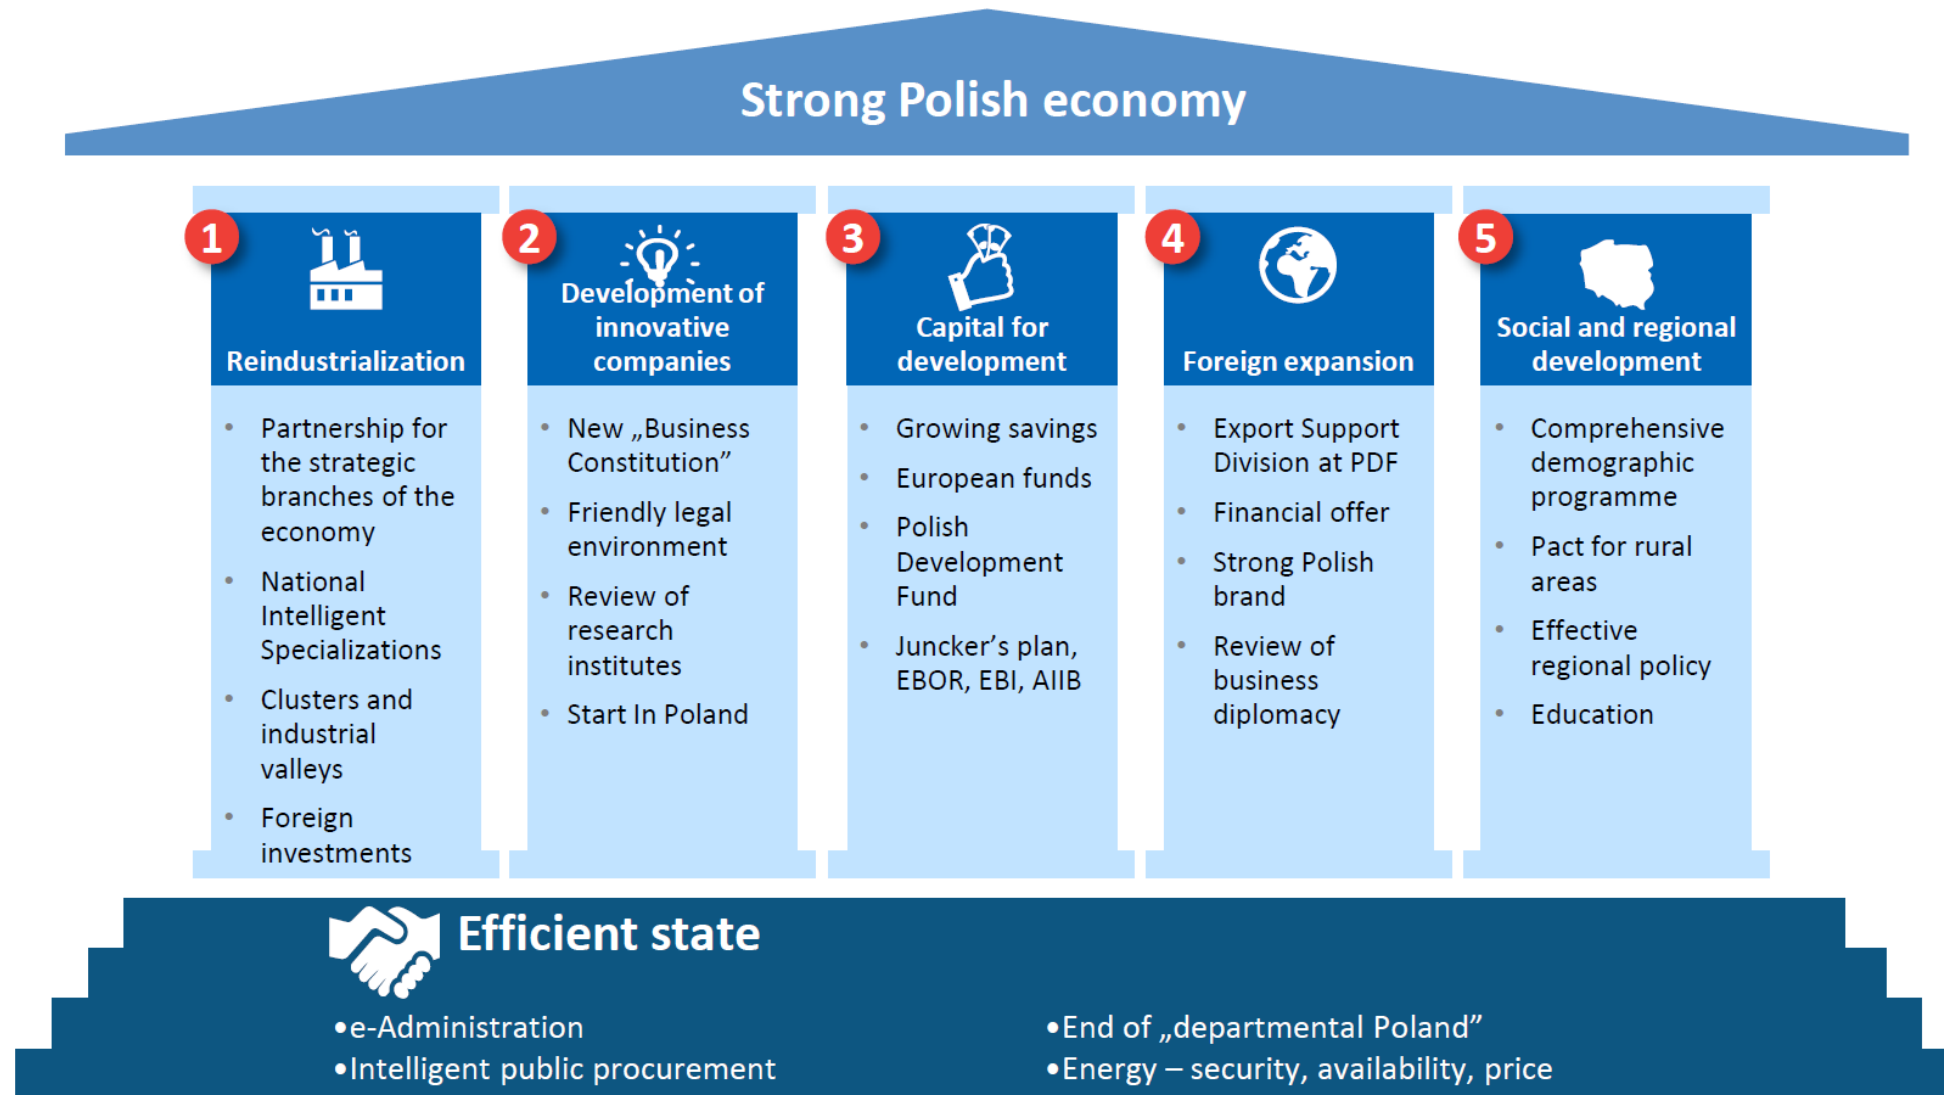 Strong Polish economy
1
Reindustrialization
• Partnership for
the strategic
branches of the
economy
• National
Intelligent
Specializations
• Clusters and
industrial
valleys
• Foreign
investments
2
Development of
innovative
companies
• New „Business
Constitution”
• Friendly legal
environment
• Review of
research
institutes
• Start In Poland
3
Capital for
development
• Growing savings
• European funds
• Polish
Development
Fund
• Juncker’s plan,
EBOR, EBI, AIIB
4
Foreign expansion
• Export Support
Division at PDF
• Financial offer
• Strong Polish
brand
• Review of
business
diplomacy
5
Social and regional
development
• Comprehensive
demographic
programme
• Pact for rural
areas
• Effective
regional policy
• Education
Efficient state
•e-Administration
•Intelligent public procurement
•End of „departmental Poland”
•Energy – security, availability, price